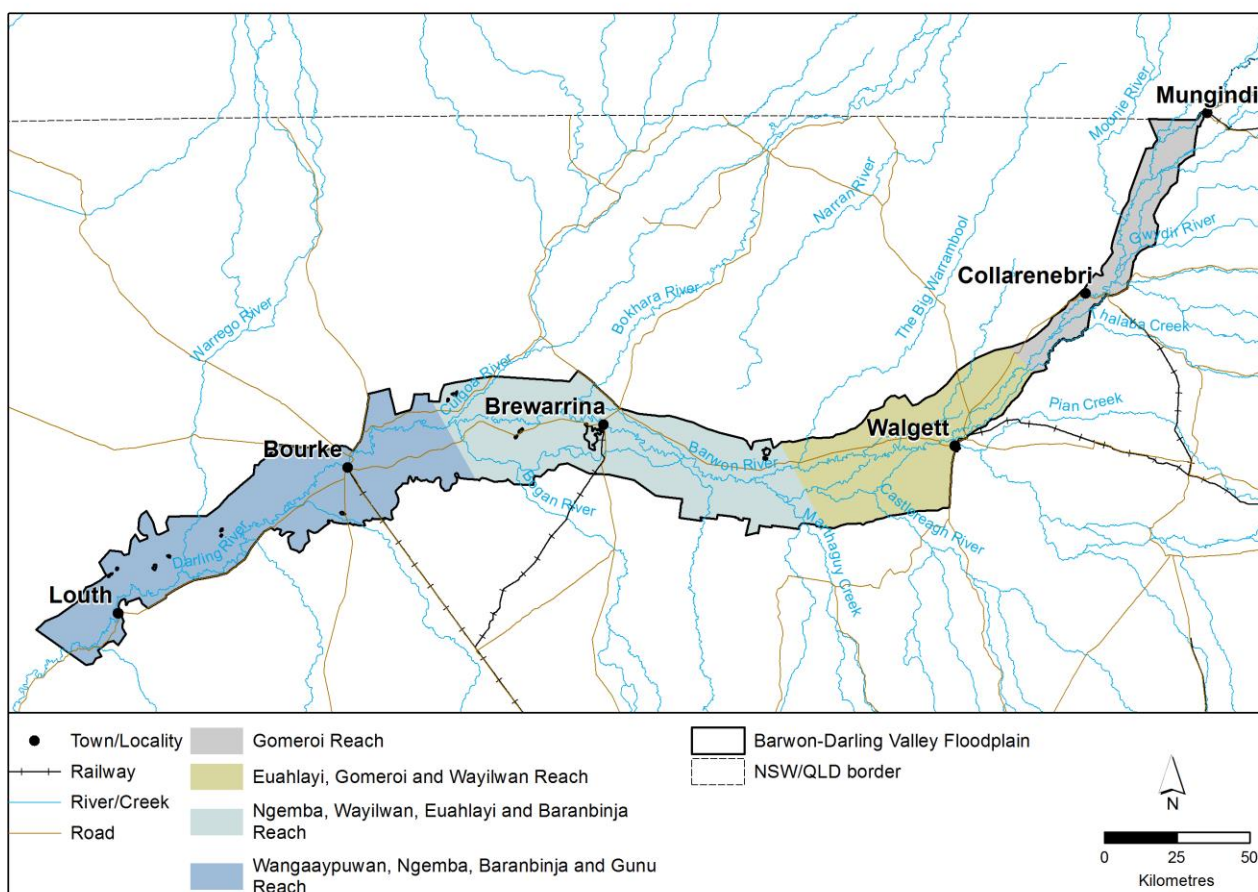 Mungindi
Moonie River
Narran River
Gwydir River
The Big Warrambool
Collarenebri
Thalaba Creek
Narrego River
Bokhara River
Culgoa River
Brewarrina
Pian Creek
Walgett
Bourke
Barwon River
Bogan River
Castlereagh River
Marthaguy Creek
Darling River
Louth
Town/Locality
Railway
River/Creek
Road
Gomeroi Reach
Euahlayi, Gomeroi and Wayilwan Reach
Ngemba, Wayilwan, Euahlayi and Baranbinja
Reach
Wangaaypuwan, Ngemba, Baranbinja and Gunu
Reach
Barwon-Darling Valley Floodplain
NSW/QLD border
N
0 25 50
Kilometres